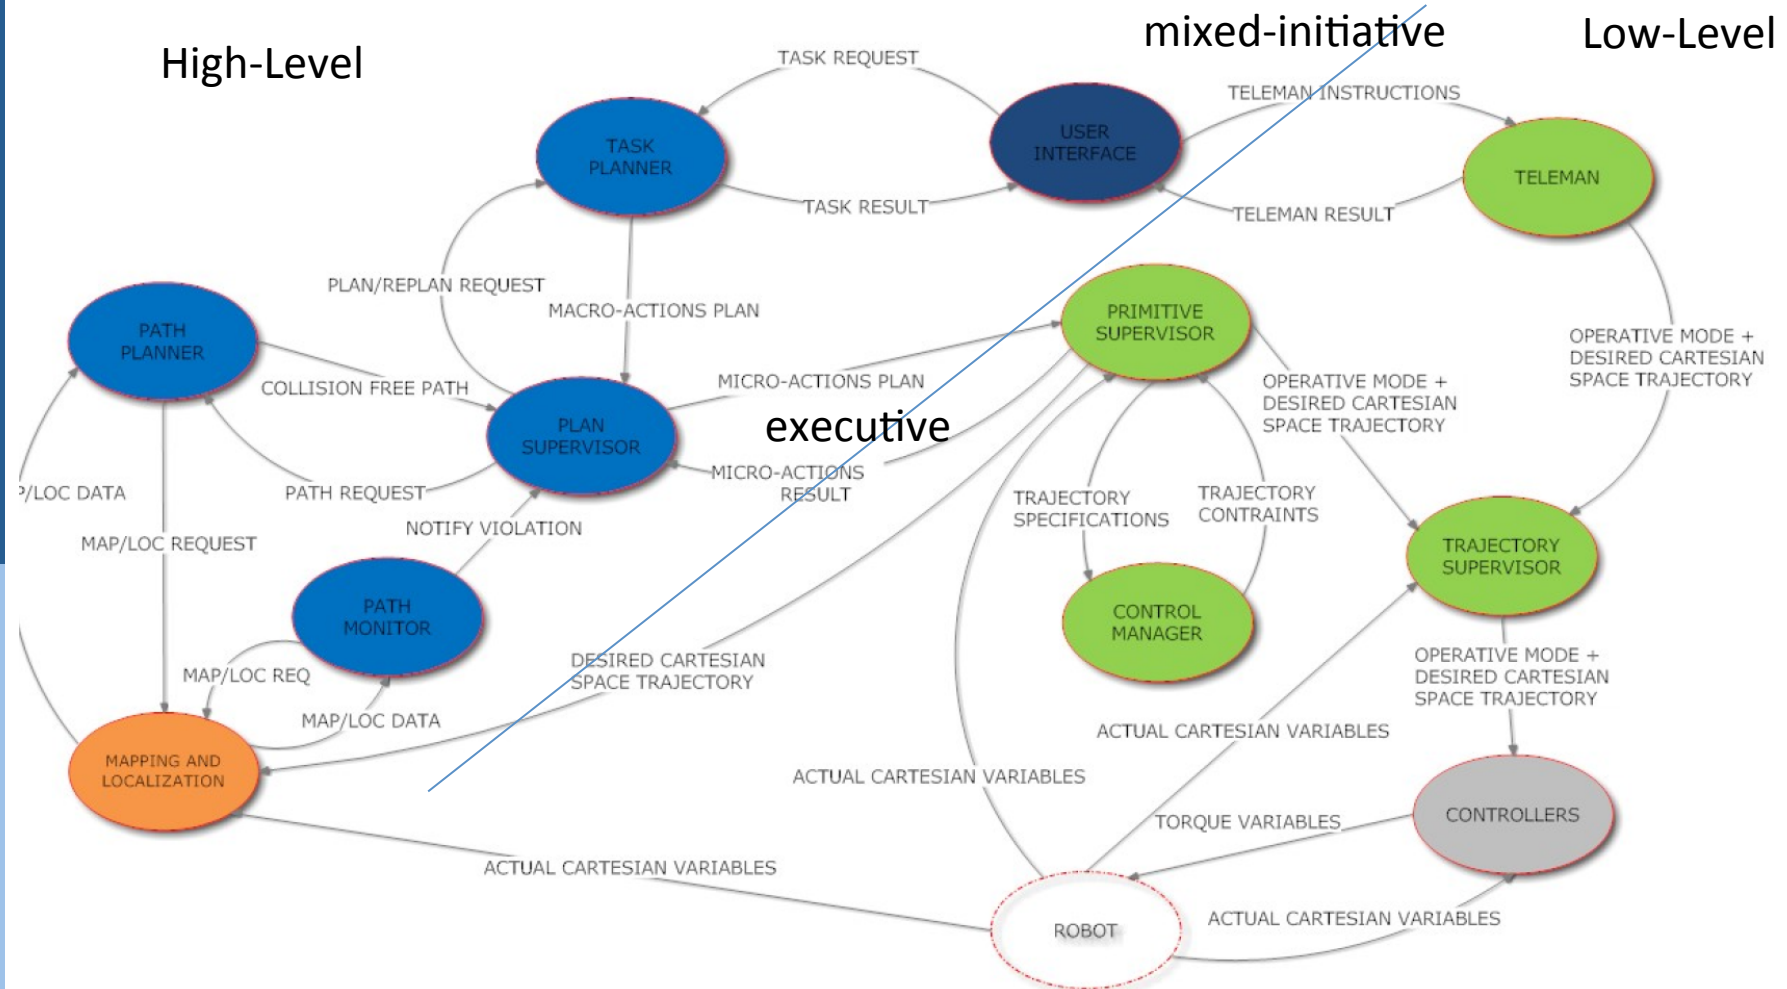 High-Level
mixed-initiative
Low-Level
TASK REQUEST
TELEMAN INSTRUCTIONS
USER
INTERFACE
TASK
PLANNER
TELEMAN
TASK RESULT
TELEMAN RESULT
PLAN/REPLAN REQUEST
MACRO-ACTIONS PLAN
PRIMITIVE
SUPERVISOR
PATH
PLANNER
OPERATIVE MODE +
DESIRED CARTESIAN
SPACE TRAJECTORY
COLLISION FREE PATH
MICRO-ACTIONS PLAN
OPERATIVE MODE +
DESIRED CARTESIAN
SPACE TRAJECTORY
PLAN
SUPERVISOR
executive
MICRO-ACTIONS
RESULT
P/LOC DATA
PATH REQUEST
TRAJECTORY
SPECIFICATIONS
TRAJECTORY
CONTRAINTS
NOTIFY VIOLATION
MAP/LOC REQUEST
TRAJECTORY
SUPERVISOR
PATH
MONITOR
CONTROL
MANAGER
MAP/LOC REQ
DESIRED CARTESIAN
SPACE TRAJECTORY
OPERATIVE MODE +
DESIRED CARTESIAN
SPACE TRAJECTORY
MAP/LOC DATA
ACTUAL CARTESIAN VARIABLES
MAPPING AND
LOCALIZATION
ACTUAL CARTESIAN VARIABLES
TORQUE VARIABLES
CONTROLLERS
ACTUAL CARTESIAN VARIABLES
ROBOT
ACTUAL CARTESIAN VARIABLES